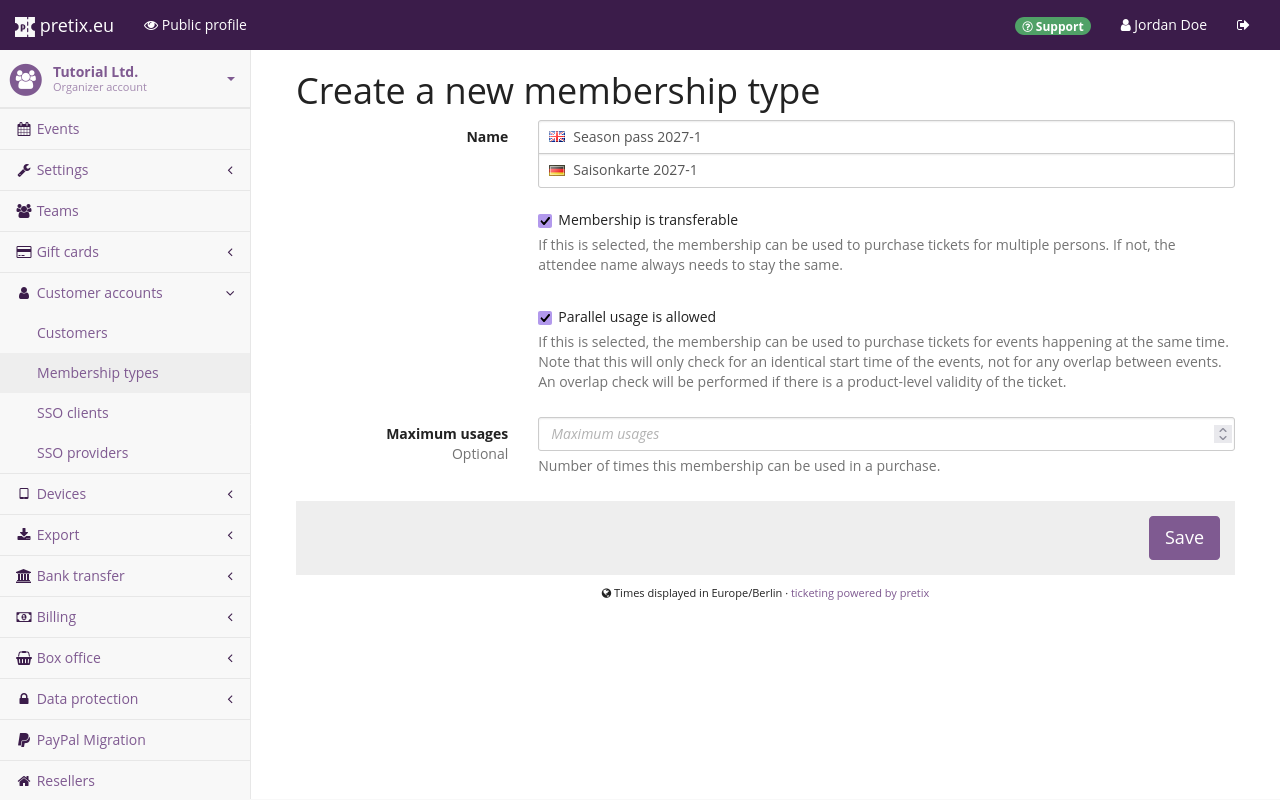 pretix.eu
Public profile
Support
Jordan Doe
Tutorial Ltd.
Organizer account
Events
Settings
Teams
Gift cards
Customer accounts
Customers
Membership types
SSO clients
SSO providers
Devices
Export
Bank transfer
Billing
Box office
Data protection
PayPal Migration
Resellers
Create a new membership type
Name
Season pass 2027-1
Saisonkarte 2027-1
Membership is transferable
If this is selected, the membership can be used to purchase tickets for multiple persons. If not, the
attendee name always needs to stay the same.
Parallel usage is allowed
If this is selected, the membership can be used to purchase tickets for events happening at the same time.
Note that this will only check for an identical start time of the events, not for any overlap between events.
An overlap check will be performed if there is a product-level validity of the ticket.
Maximum usages
Optional
Maximum usages
Number of times this membership can be used in a purchase.
Save
Times displayed in Europe/Berlin · ticketing powered by pretix